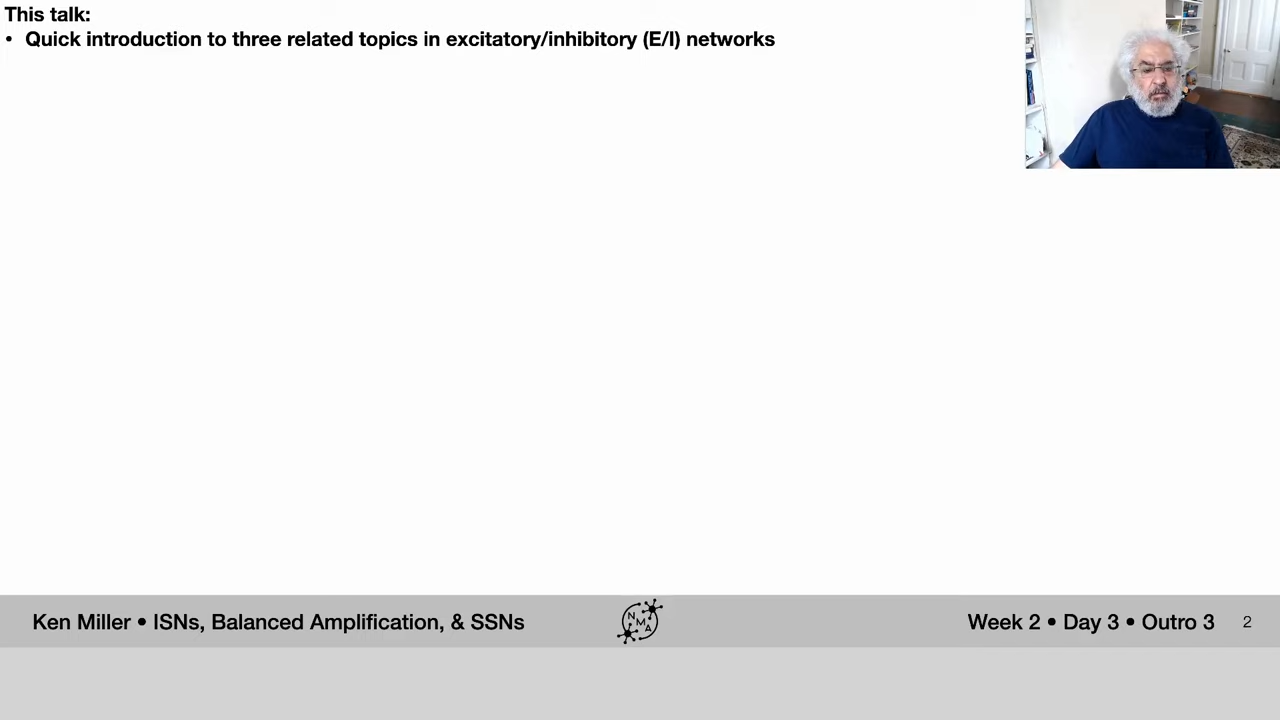 This talk:
• Quick introduction to three related topics in excitatory/inhibitory (E/I) networks
Ken Miller • ISNs, Balanced Amplification, & SSNs
N
M
A
Week 2 • Day 3 • Outro 3
2